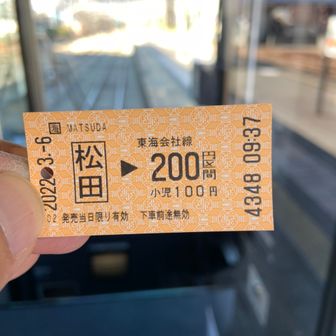 2022.-3.-6
MATSUDA
松田
東海会社線
▶ 200円区間
小児100円
02 発売当日限り有効 下車前途無効
4348 09:37